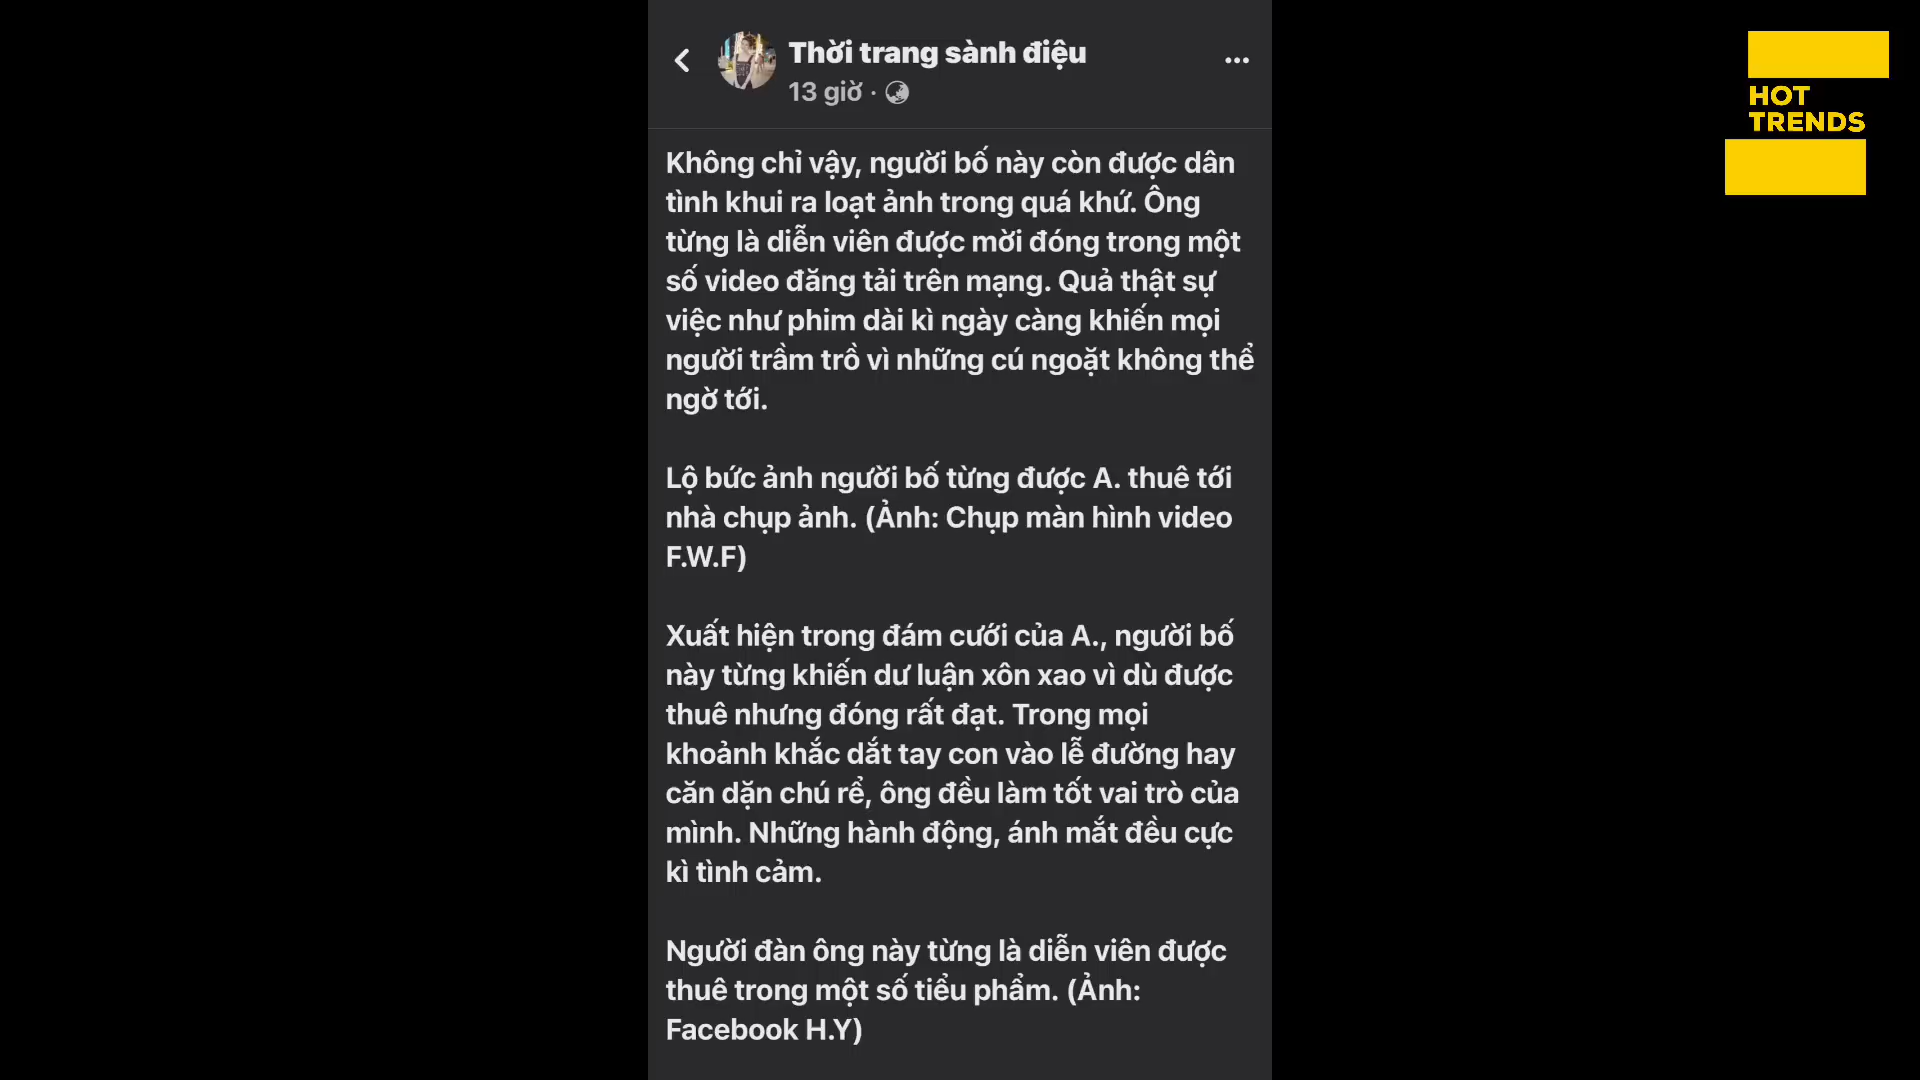 Thời trang sành điệu
13 giờ ·
Không chỉ vậy, người bố này còn được dân
tình khui ra loạt ảnh trong quá khứ. Ông
từng là diễn viên được mời đóng trong một
số video đăng tải trên mạng. Quả thật sự
việc như phim dài kì ngày càng khiến mọi
người trầm trồ vì những cú ngoặt không thể
ngờ tới.
Lộ bức ảnh người bố từng được A. thuê tới
nhà chụp ảnh. (Ảnh: Chụp màn hình video
F.W.F)
Xuất hiện trong đám cưới của A., người bố
này từng khiến dư luận xôn xao vì dù được
thuê nhưng đóng rất đạt. Trong mọi
khoảnh khắc dắt tay con vào lễ đường hay
căn dặn chú rể, ông đều làm tốt vai trò của
mình. Những hành động, ánh mắt đều cực
kì tình cảm.
Người đàn ông này từng là diễn viên được
thuê trong một số tiểu phẩm. (Ảnh:
Facebook H.Y)
HOT
TRENDS